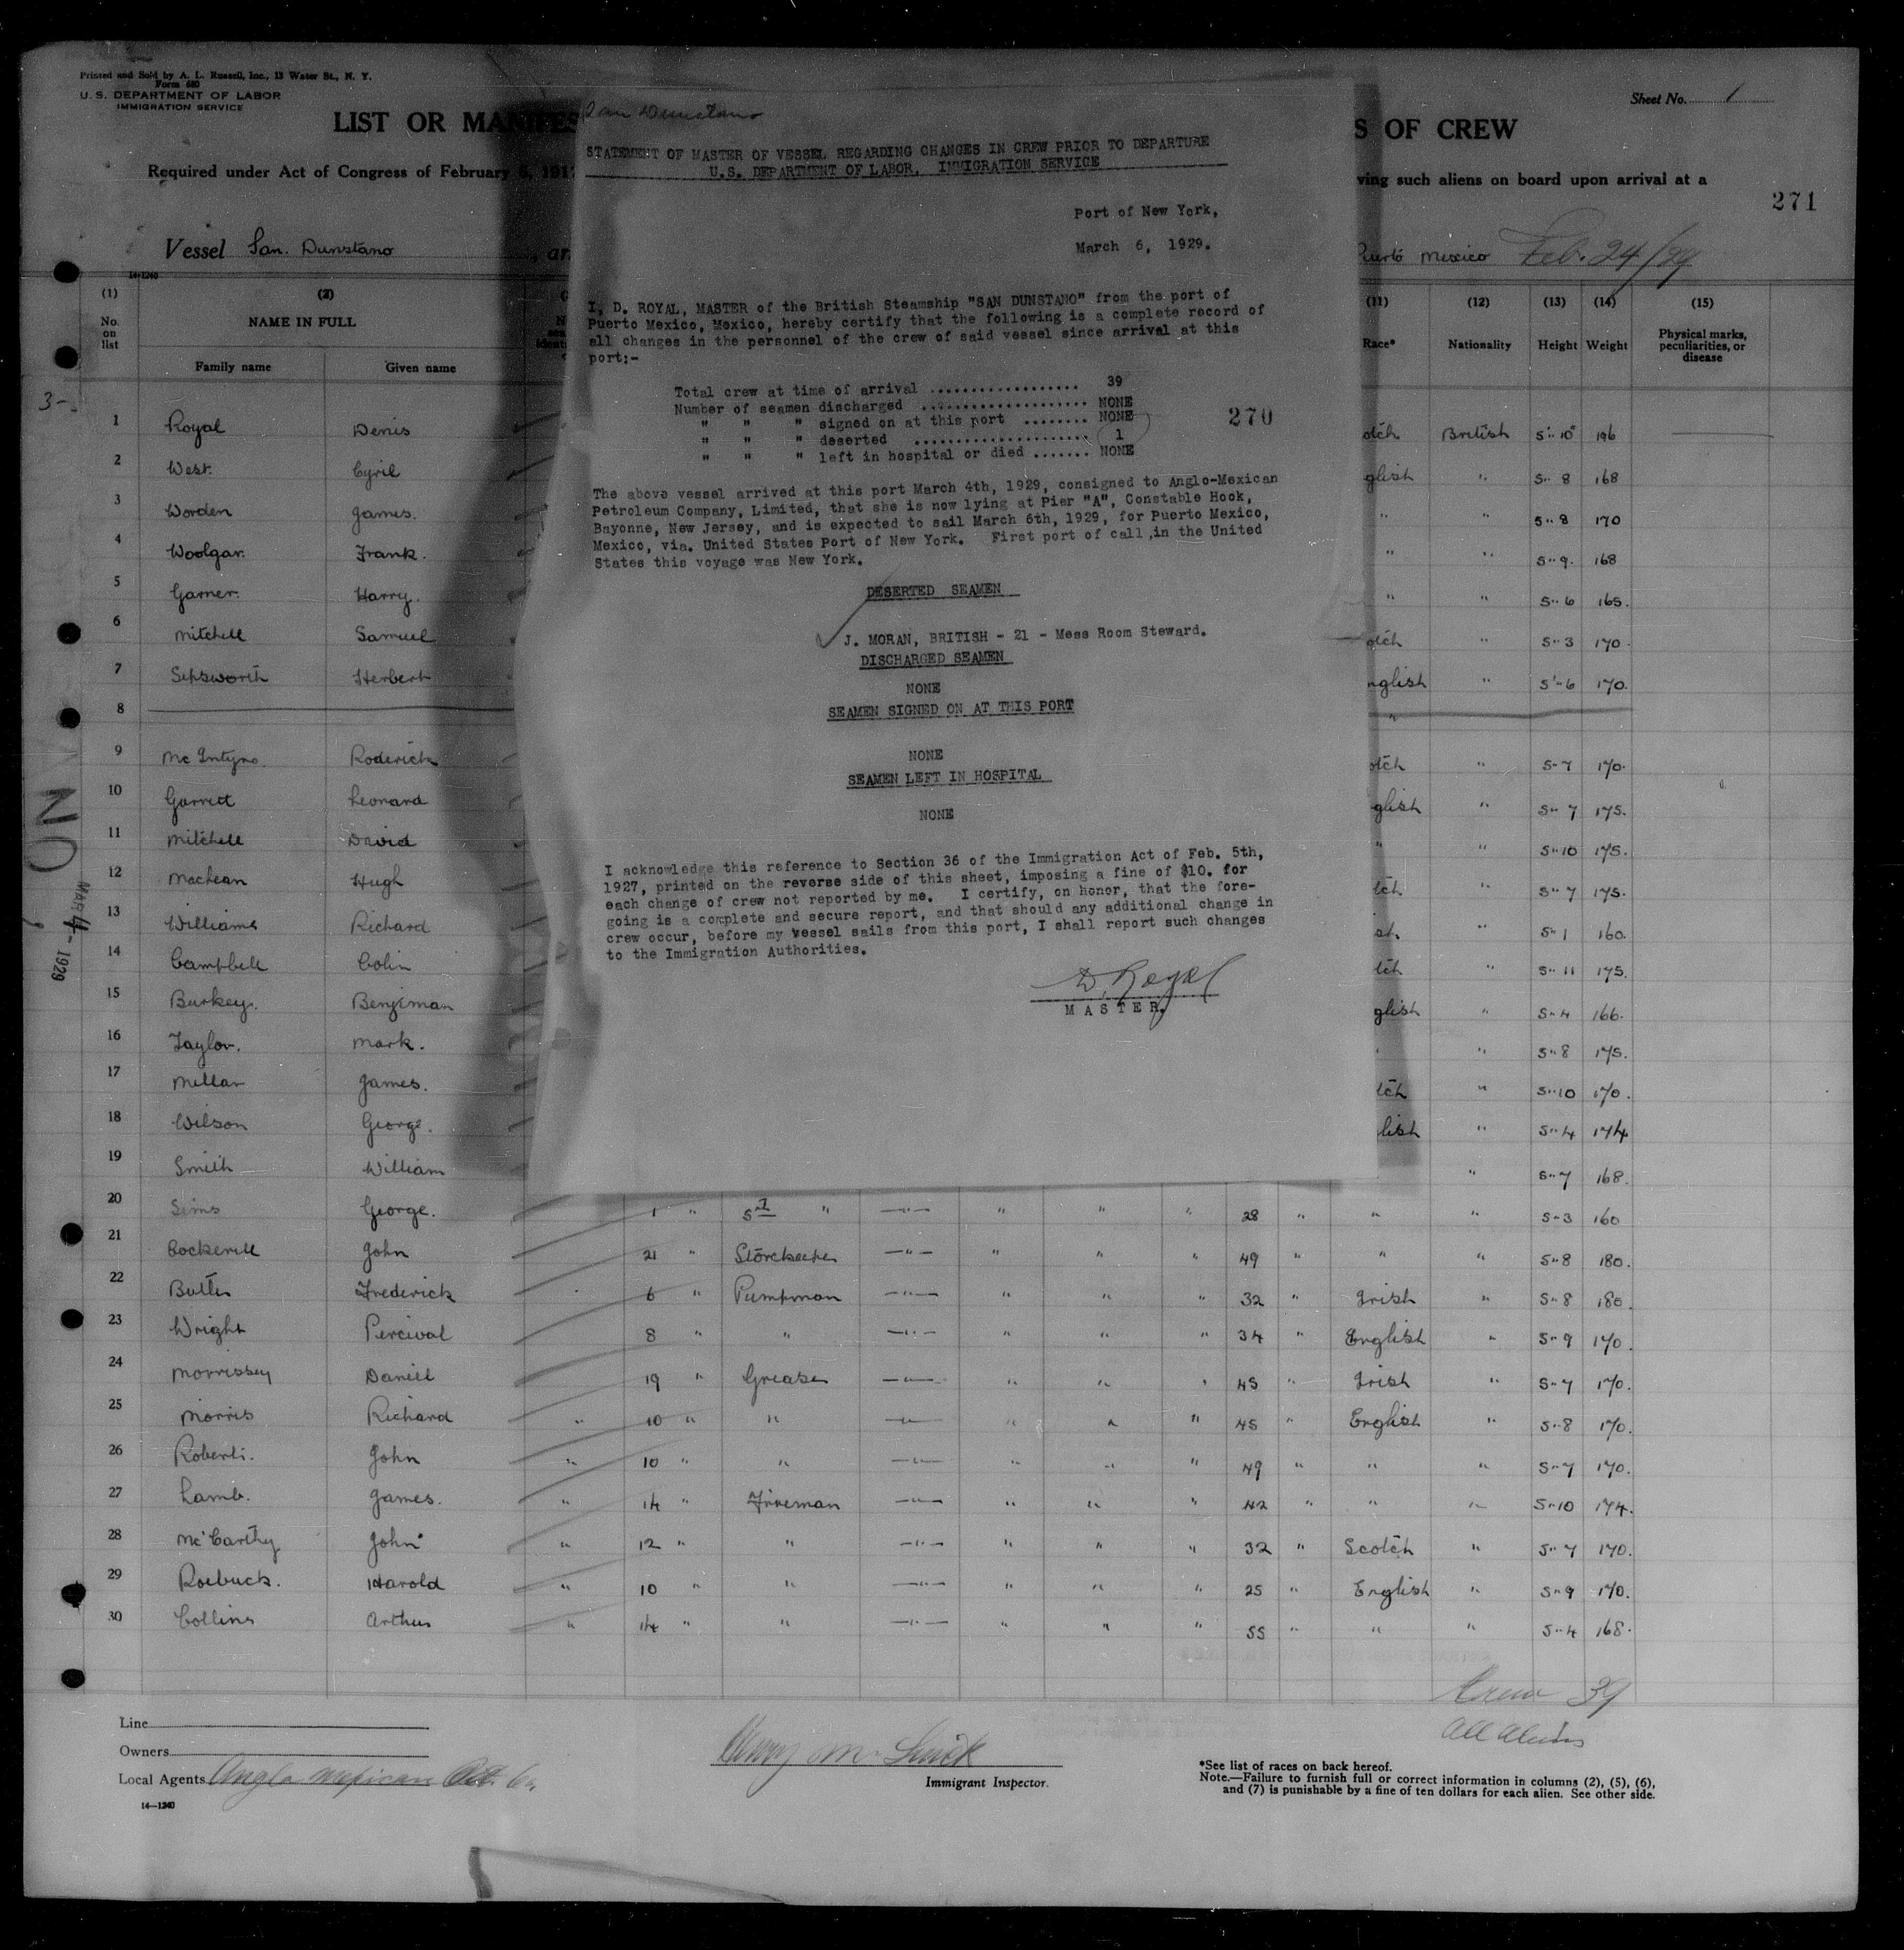 Printed and Sold by A. L. Russell, Inc., 13 Water St., N. Y.
Form 680
U. S. DEPARTMENT OF LABOR
IMMIGRATION SERVICE
Sheet No. 1
LIST OR MANIFES
S OF CREW
Required under Act of Congress of February 5, 1917
ving such aliens on board upon arrival at a
271
Vessel San. Dunstano
, ar
Puerto Mexico Feb. 24/29
14-1240
(1) (2) (11) (12) (13) (14) (15)
No. on list NAME IN FULL Race* Nationality Height Weight Physical marks, peculiarities, or disease
Family name Given name
3-
San Dunstano
STATEMENT OF MASTER OF VESSEL REGARDING CHANGES IN CREW PRIOR TO DEPARTURE
U.S. DEPARTMENT OF LABOR, IMMIGRATION SERVICE
Port of New York,
March 6, 1929.
I, D. ROYAL, MASTER of the British Steamship "SAN DUNSTANO" from the port of
Puerto Mexico, Mexico, hereby certify that the following is a complete record of
all changes in the personnel of the crew of said vessel since arrival at this
port:-
Total crew at time of arrival .................. 39
Number of seamen discharged .................... NONE
" " " signed on at this port ........ NONE
" " " deserted ..................... 1
" " " left in hospital or died ....... NONE
270
The above vessel arrived at this port March 4th, 1929, consigned to Anglo-Mexican
Petroleum Company, Limited, that she is now lying at Pier "A", Constable Hook,
Bayonne, New Jersey, and is expected to sail March 6th, 1929, for Puerto Mexico,
Mexico, via. United States Port of New York. First port of call ,in the United
States this voyage was New York.
DESERTED SEAMEN
J. MORAN, BRITISH - 21 - Mess Room Steward.
DISCHARGED SEAMEN
NONE
SEAMEN SIGNED ON AT THIS PORT
NONE
SEAMEN LEFT IN HOSPITAL
NONE
I acknowledge this reference to Section 36 of the Immigration Act of Feb. 5th,
1927, printed on the reverse side of this sheet, imposing a fine of $10. for
each change of crew not reported by me. I certify, on honor, that the fore-
going is a complete and secure report, and that should any additional change in
crew occur, before my vessel sails from this port, I shall report such changes
to the Immigration Authorities.
D. Royal
MASTER.
1 Royal Denis otch British 5'-10" 196
2 West. Cyril glish " 5"8 168
3 Worden James. " " 5"8 170
4 Woolgar. Frank. " " 5"9. 168
5 Garner. Harry. " " 5"6 165.
6 Mitchell Samuel otch " 5"3 170.
7 Sepsworth Herbert nglish " 5'-6 170.
8 "
9 McIntyre. Roderick otch " 5-7 170.
10 Garrett Leonard glish " 5"7 175.
11 Mitchell David " " 5"10 175.
12 MacLean Hugh tch " 5"7 175.
13 Williams Richard " 5"1 160.
14 Campbell Colin tch " 5"11 175.
15 Burkey. Benjiman glish " 5"4 166.
16 Taylor. Mark. " " 5"8 175.
17 Millar James. tch " 5"10 170.
18 Wilson George. lish " 5"4 174
19 Smith William " 5"7 168.
20 Sims George. 1 " 5th " —"— " " " 28 " " " 5-3 160
21 Cockerill John 21 " Storekeeper —"— " " " 49 " " " 5"8 180.
22 Butler Frederick 6 " Pumpman —"— " " " 32 " Irish " 5"8 180.
23 Wright Percival 8 " " —"— " " " 34 " English " 5"9 170.
24 Morrissey Daniel 19 " Greaser —"— " " " 45 " Irish " 5"7 170.
25 Morris Richard " 10 " " —"— " " " 45 " English " 5"8 170.
26 Roberts. John " 10 " " —"— " " " 49 " " " 5"7 170.
27 Lamb. James. " 14 " Fireman —"— " " " 42 " " " 5"10 174.
28 McCarthy John " 12 " " —"— " " " 32 " Scotch " 5"7 170.
29 Roebuck. Harold " 10 " " —"— " " " 25 " English " 5"9 170.
30 Collins Arthur " 14 " " —"— " " " 55 " " " 5"4 168.
MAR 4 - 1929
Crew 39
All Aliens
Line
Owners
Local Agents Anglo Mexican Pet. Co.
Immigrant Inspector.
14—1240
*See list of races on back hereof.
Note.—Failure to furnish full or correct information in columns (2), (5), (6),
and (7) is punishable by a fine of ten dollars for each alien. See other side.